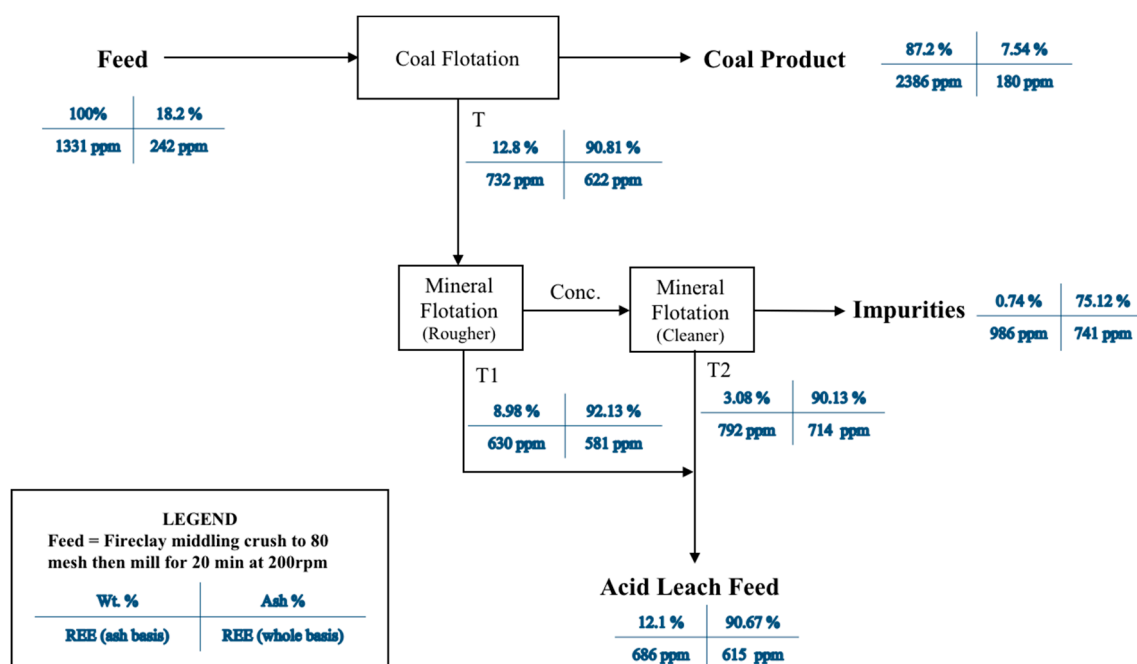 Feed
Coal Flotation
Coal Product
87.2 % 7.54 %
2386 ppm 180 ppm
100% 18.2 %
1331 ppm 242 ppm
T
12.8 % 90.81 %
732 ppm 622 ppm
Mineral
Flotation
(Rougher)
Conc.
Mineral
Flotation
(Cleaner)
Impurities
0.74 % 75.12 %
986 ppm 741 ppm
T1
8.98 % 92.13 %
630 ppm 581 ppm
T2
3.08 % 90.13 %
792 ppm 714 ppm
LEGEND
Feed = Fireclay middling crush to 80
mesh then mill for 20 min at 200rpm
Wt. % Ash %
REE (ash basis) REE (whole basis)
Acid Leach Feed
12.1 % 90.67 %
686 ppm 615 ppm